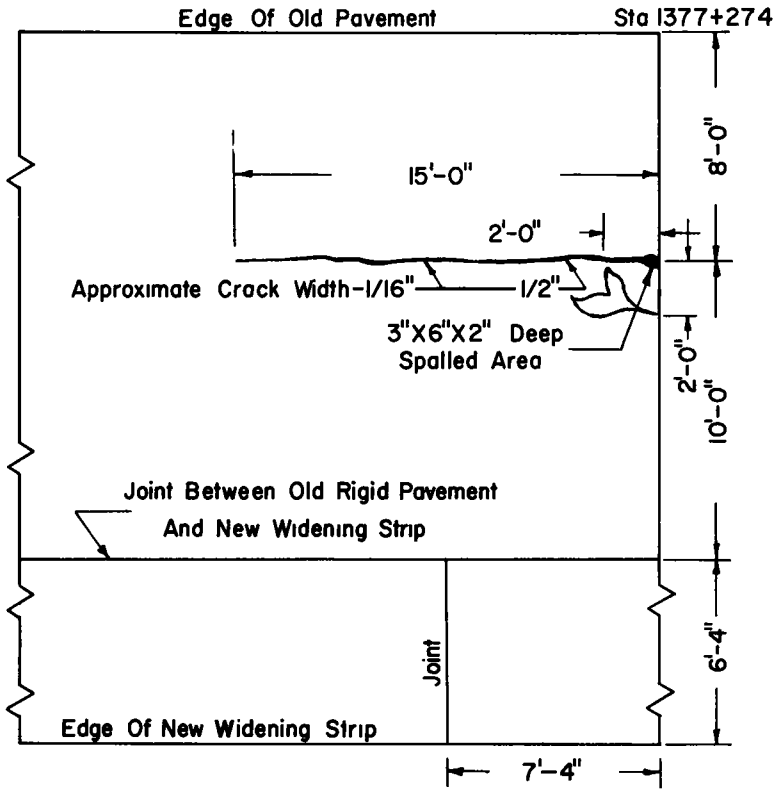 Edge Of Old Pavement
Sta 1377+274
8'-0"
15'-0"
2'-0"
Approximate Crack Width-1/16"
1/2"
3"X6"X2" Deep
Spalled Area
2'-0"
10'-0"
Joint Between Old Rigid Pavement
And New Widening Strip
Joint
6'-4"
Edge Of New Widening Strip
7'-4"